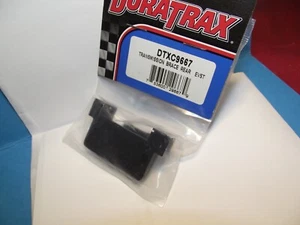 DURATRAX
DTXC9667
TRANSMISSION BRACE REAR EVST